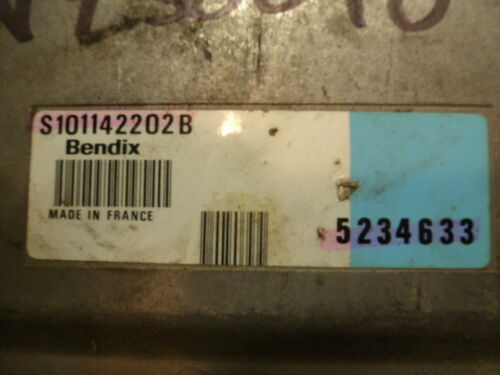 S101142202B
Bendix
MADE IN FRANCE
5234633